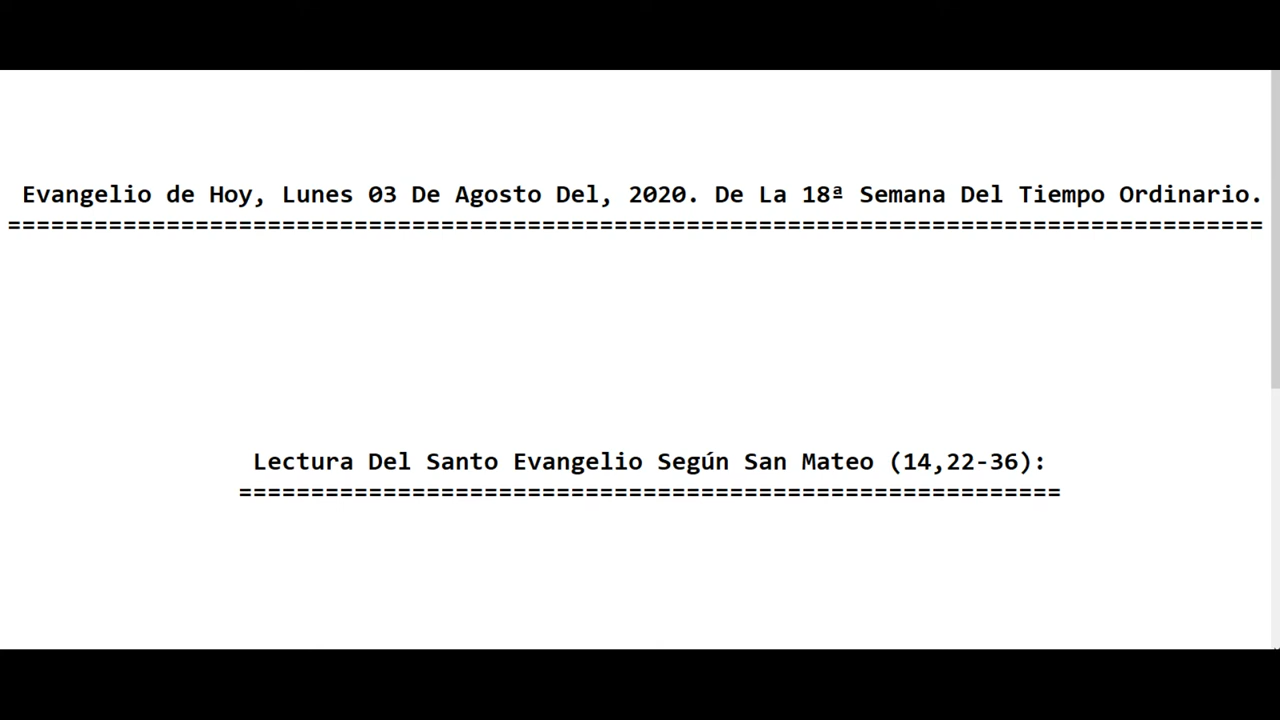 Evangelio de Hoy, Lunes 03 De Agosto Del, 2020. De La 18ª Semana Del Tiempo Ordinario.
=======================================================================================
Lectura Del Santo Evangelio Según San Mateo (14,22-36):
=========================================================